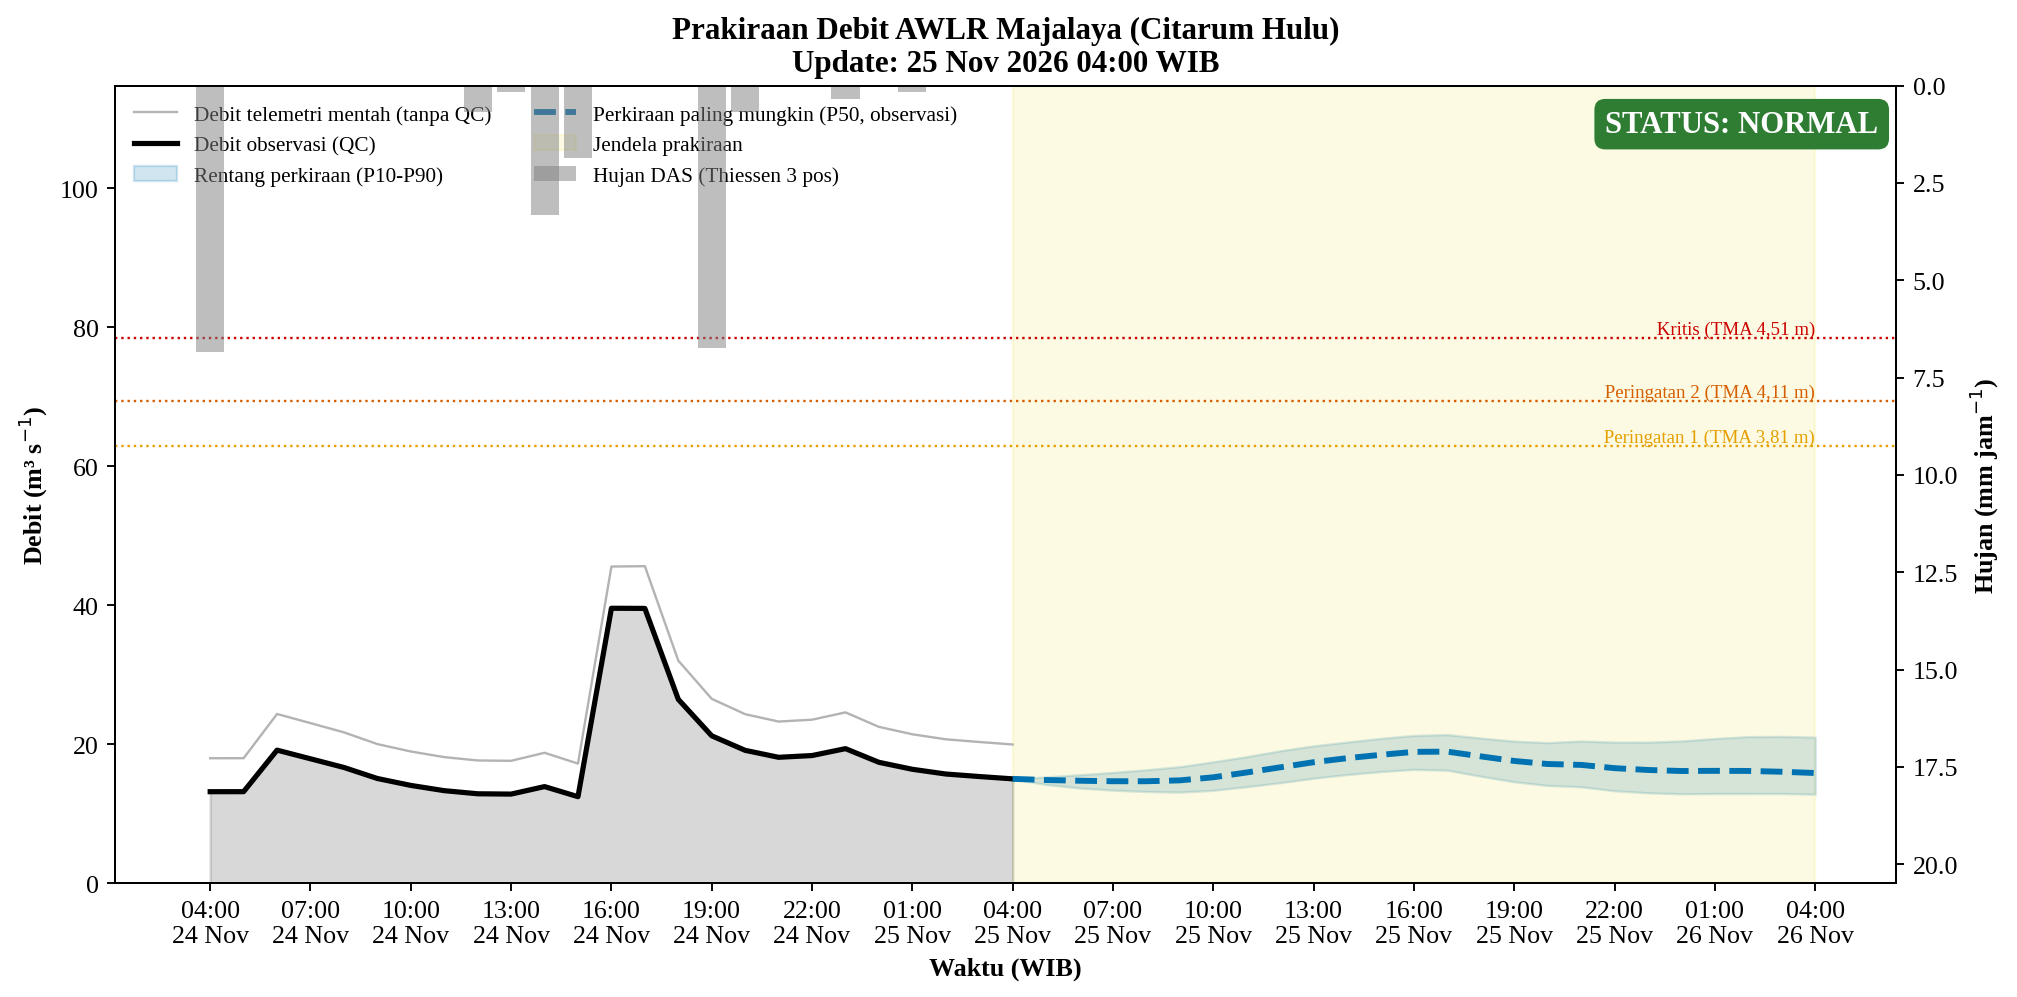 Prakiraan Debit AWLR Majalaya (Citarum Hulu)
Update: 25 Nov 2026 04:00 WIB
Debit telemetri mentah (tanpa QC)
Debit observasi (QC)
Rentang perkiraan (P10-P90)
Perkiraan paling mungkin (P50, observasi)
Jendela prakiraan
Hujan DAS (Thiessen 3 pos)
STATUS: NORMAL
Kritis (TMA 4,51 m)
Peringatan 2 (TMA 4,11 m)
Peringatan 1 (TMA 3,81 m)
Debit (m³ s⁻¹)
100
80
60
40
20
0
0.0
2.5
5.0
7.5
10.0
12.5
15.0
17.5
20.0
Hujan (mm jam⁻¹)
04:00 07:00 10:00 13:00 16:00 19:00 22:00 01:00 04:00 07:00 10:00 13:00 16:00 19:00 22:00 01:00 04:00
24 Nov 24 Nov 24 Nov 24 Nov 24 Nov 24 Nov 24 Nov 25 Nov 25 Nov 25 Nov 25 Nov 25 Nov 25 Nov 25 Nov 25 Nov 26 Nov 26 Nov
Waktu (WIB)